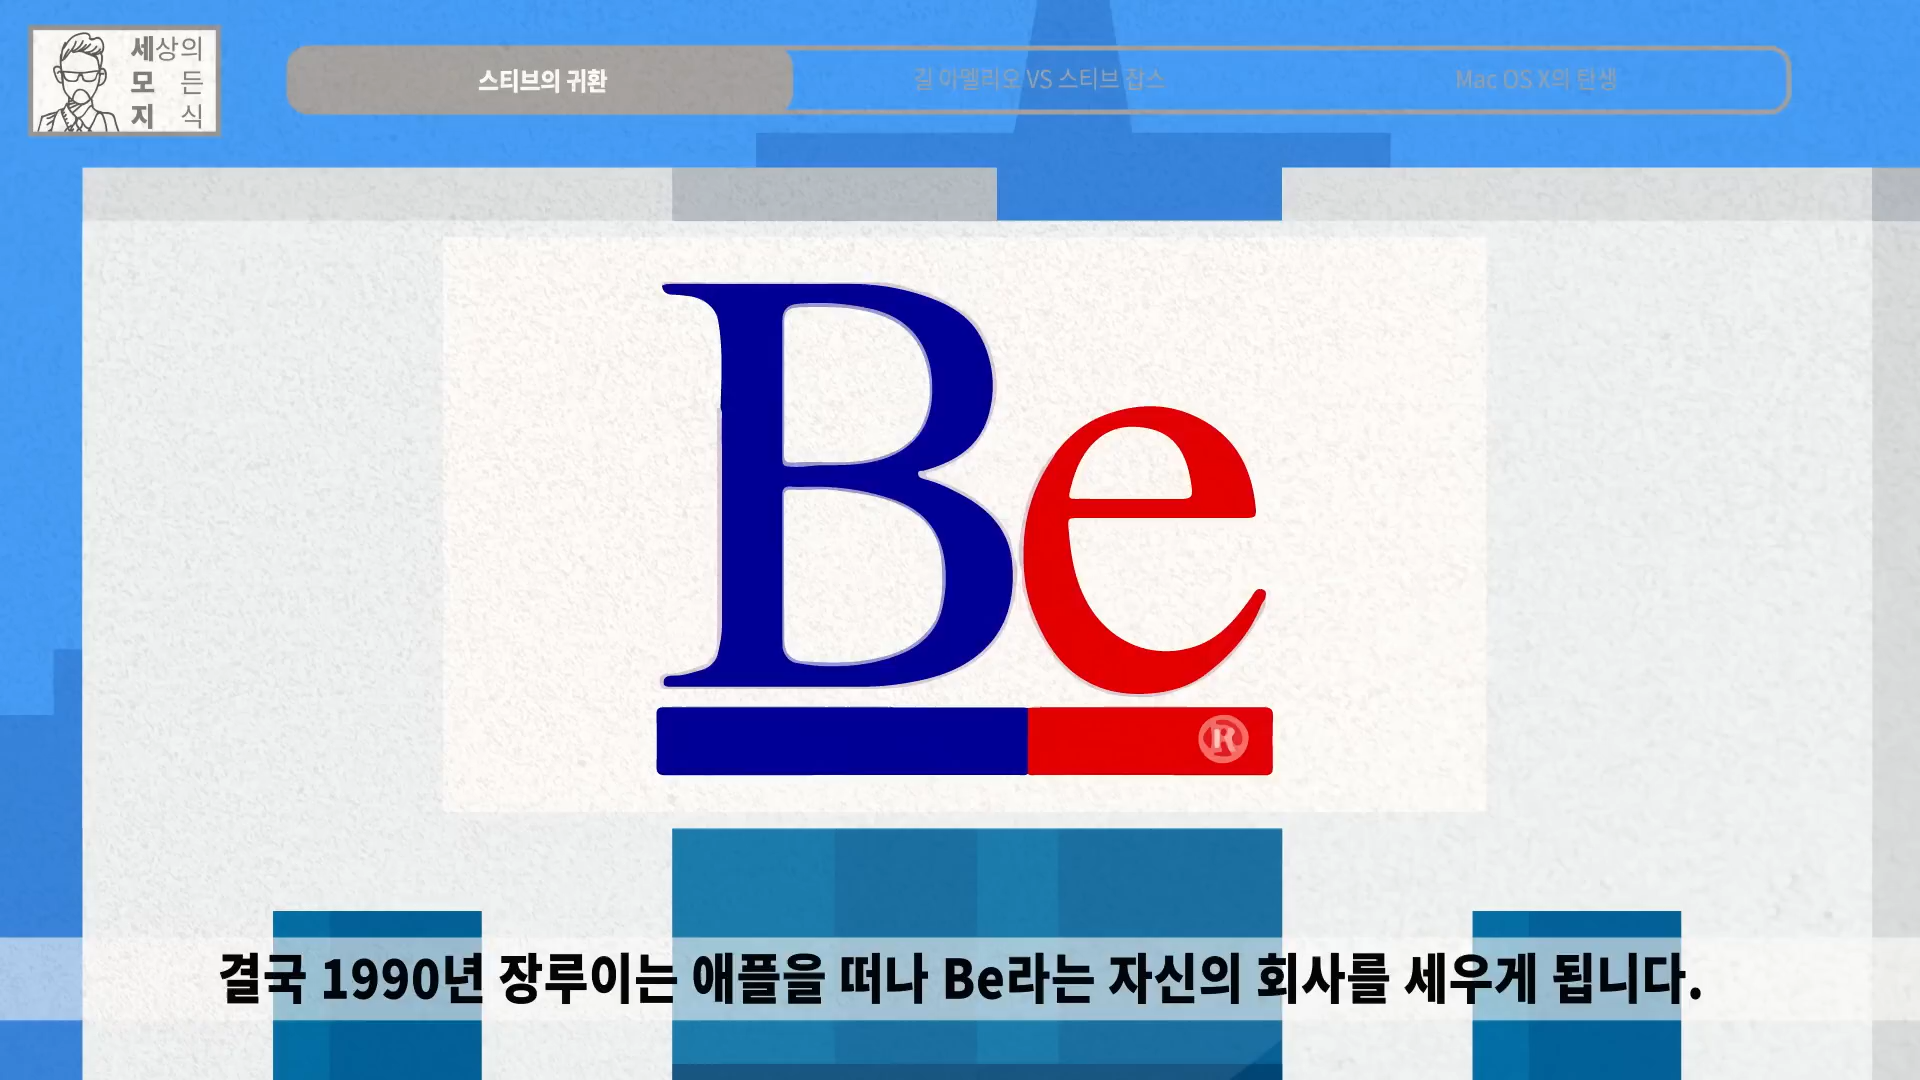 세상의
모든
지식
스티브의 귀환
길 아멜리오 VS 스티브 잡스
Mac OS X의 탄생
Be
®
결국 1990년 장루이는 애플을 떠나 Be라는 자신의 회사를 세우게 됩니다.